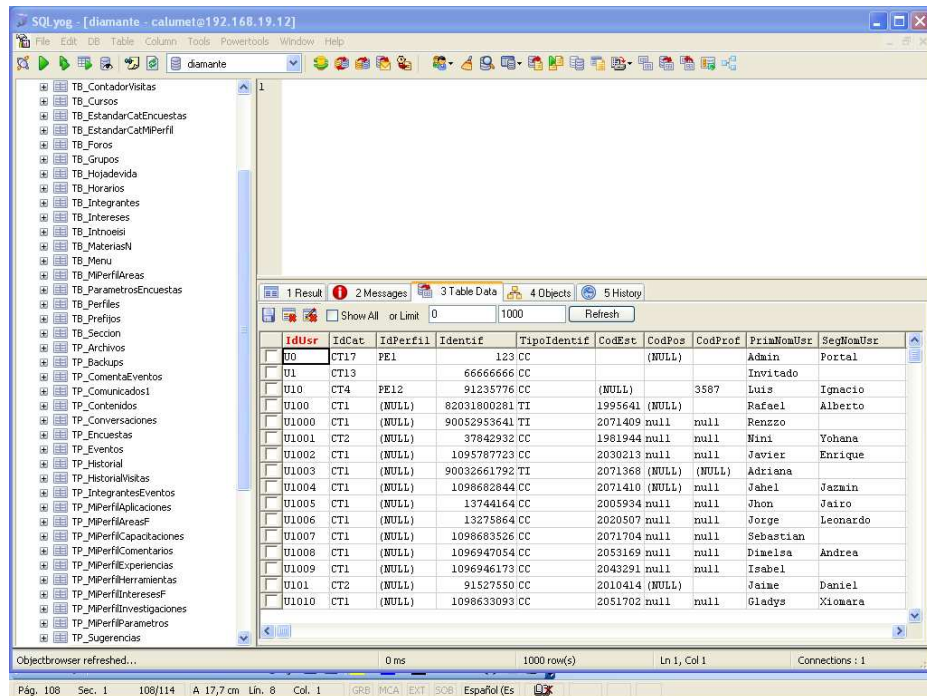 SQLyog - [diamante - calumet@192.168.19.12]
File Edit DB Table Column Tools Powertools Window Help
diamante
TB_ContadorVisitas
TB_Cursos
TB_EstandarCatEncuestas
TB_EstandarCatMiPerfil
TB_Foros
TB_Grupos
TB_Hojadevida
TB_Horarios
TB_Integrantes
TB_Intereses
TB_Intnoeisi
TB_MateriasN
TB_Menu
TB_MiPerfilAreas
TB_ParametrosEncuestas
TB_Perfiles
TB_Prefijos
TB_Seccion
TP_Archivos
TP_Backups
TP_ComentaEventos
TP_Comunicados1
TP_Contenidos
TP_Conversaciones
TP_Encuestas
TP_Eventos
TP_Historial
TP_HistorialVisitas
TP_IntegrantesEventos
TP_MiPerfilAplicaciones
TP_MiPerfilAreasF
TP_MiPerfilCapacitaciones
TP_MiPerfilComentarios
TP_MiPerfilExperiencias
TP_MiPerfilHerramientas
TP_MiPerfilInteresesF
TP_MiPerfilInvestigaciones
TP_MiPerfilParametros
TP_Sugerencias
1
1 Result 2 Messages 3 Table Data 4 Objects 5 History
Show All or Limit 0 1000 Refresh
IdUsr IdCat IdPerfil Identif TipoIdentif CodEst CodPos CodProf PrimNomUsr SegNomUsr
U0 CT17 PE1 123 CC (NULL) Admin Portal
U1 CT13 66666666 CC Invitado
U10 CT4 PE12 91235776 CC (NULL) 3587 Luis Ignacio
U100 CT1 (NULL) 82031800281 TI 1995641 (NULL) Rafael Alberto
U1000 CT1 (NULL) 90052953641 TI 2071409 null null Renzzo
U1001 CT2 (NULL) 37842932 CC 1981944 null null Nini Yohana
U1002 CT1 (NULL) 1095787723 CC 2030213 null null Javier Enrique
U1003 CT1 (NULL) 90032661792 TI 2071368 (NULL) (NULL) Adriana
U1004 CT1 (NULL) 1098682844 CC 2071410 (NULL) null Jahel Jazmin
U1005 CT1 (NULL) 13744164 CC 2005934 null null Jhon Jairo
U1006 CT1 (NULL) 13275864 CC 2020507 null null Jorge Leonardo
U1007 CT1 (NULL) 1098683526 CC 2071704 null null Sebastian
U1008 CT1 (NULL) 1096947054 CC 2053169 null null Dimelsa Andrea
U1009 CT1 (NULL) 1096946173 CC 2043291 null null Isabel
U101 CT2 (NULL) 91527550 CC 2010414 (NULL) Jaime Daniel
U1010 CT1 (NULL) 1098633093 CC 2051702 null null Gladys Xiomara
Objectbrowser refreshed... 0 ms 1000 row(s) Ln 1, Col 1 Connections : 1
Pág. 108 Sec. 1 108/114 A 17,7 cm Lín. 8 Col. 1 GRB MCA EXT SOB Español (Es